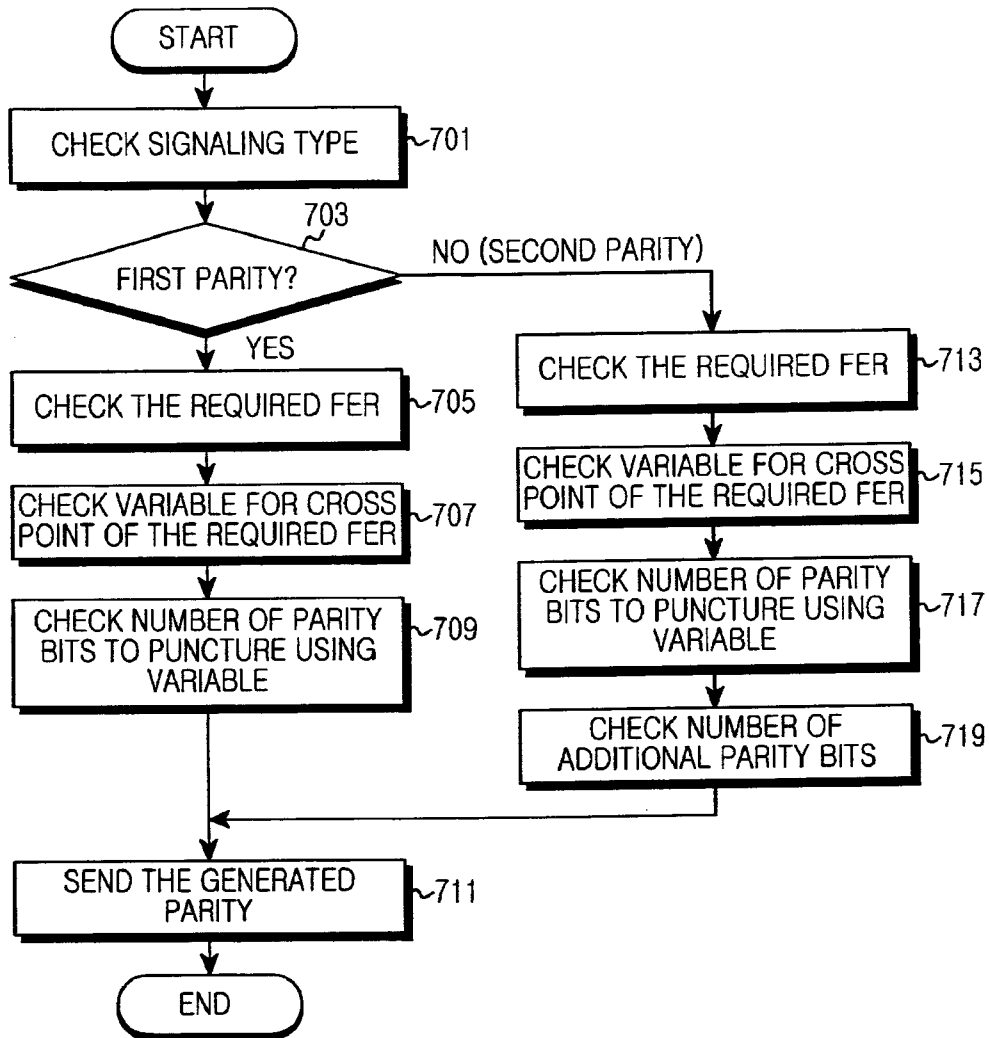 START
CHECK SIGNALING TYPE
701
703
FIRST PARITY?
NO (SECOND PARITY)
YES
CHECK THE REQUIRED FER
705
CHECK VARIABLE FOR CROSS
POINT OF THE REQUIRED FER
707
CHECK NUMBER OF PARITY
BITS TO PUNCTURE USING
VARIABLE
709
CHECK THE REQUIRED FER
713
CHECK VARIABLE FOR CROSS
POINT OF THE REQUIRED FER
715
CHECK NUMBER OF PARITY
BITS TO PUNCTURE USING
VARIABLE
717
CHECK NUMBER OF
ADDITIONAL PARITY BITS
719
SEND THE GENERATED
PARITY
711
END